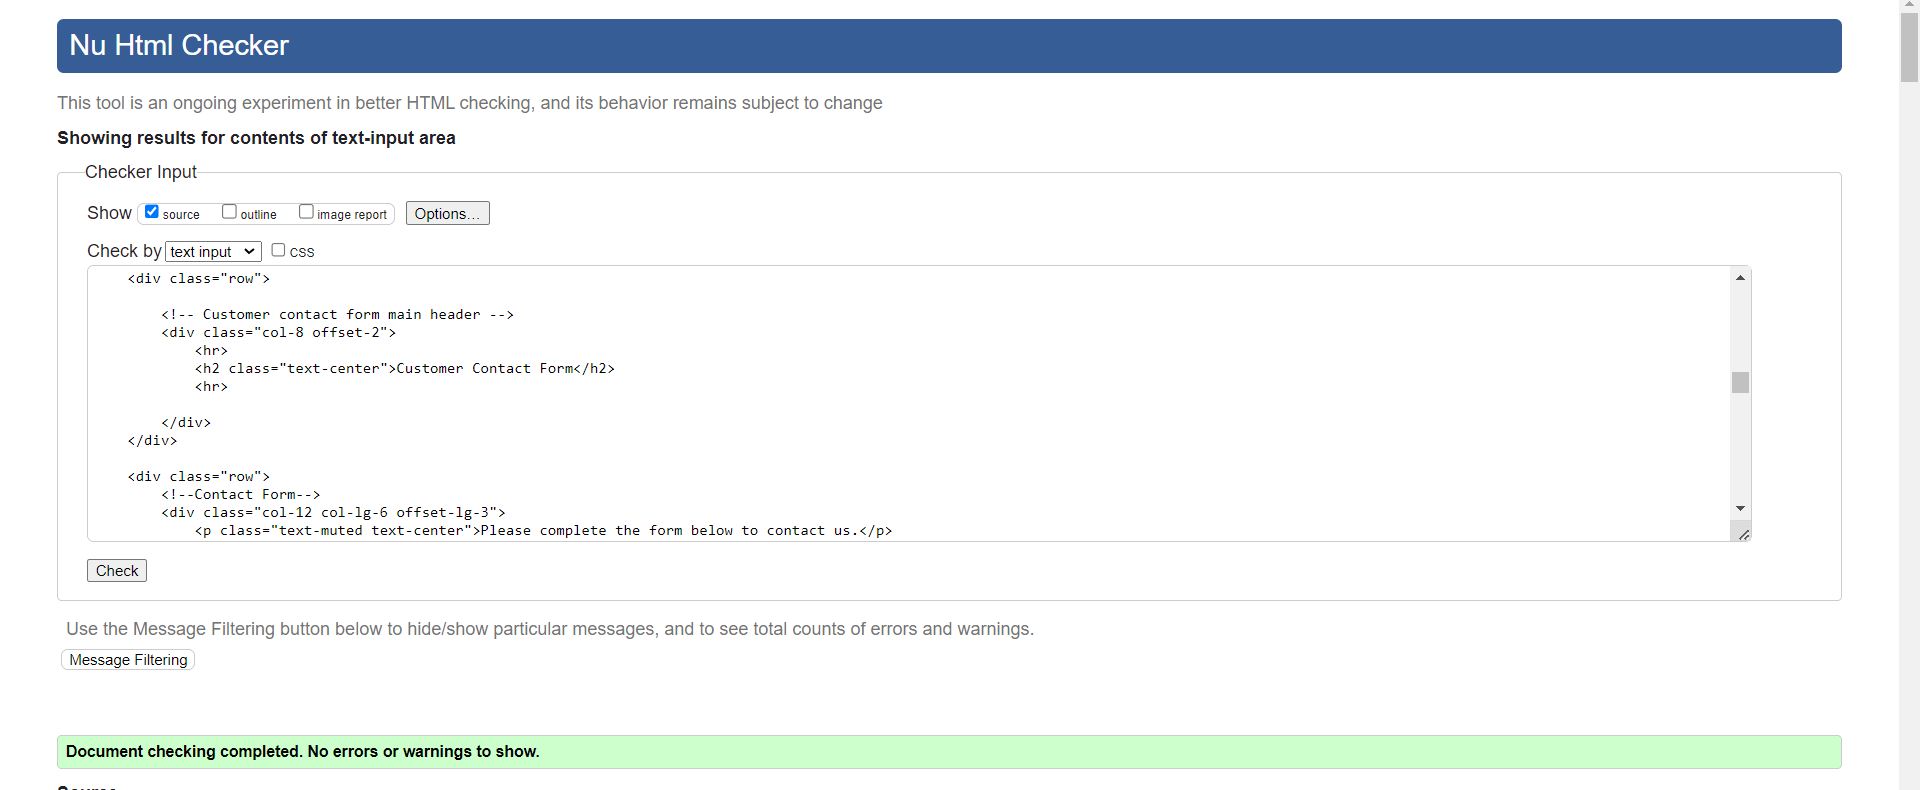 Nu Html Checker
This tool is an ongoing experiment in better HTML checking, and its behavior remains subject to change
Showing results for contents of text-input area
Checker Input
Show source outline image report Options...
Check by text input css
<div class="row">
<!-- Customer contact form main header -->
<div class="col-8 offset-2">
<hr>
<h2 class="text-center">Customer Contact Form</h2>
<hr>
</div>
</div>
<div class="row">
<!--Contact Form-->
<div class="col-12 col-lg-6 offset-lg-3">
<p class="text-muted text-center">Please complete the form below to contact us.</p>
Check
Use the Message Filtering button below to hide/show particular messages, and to see total counts of errors and warnings.
Message Filtering
Document checking completed. No errors or warnings to show.